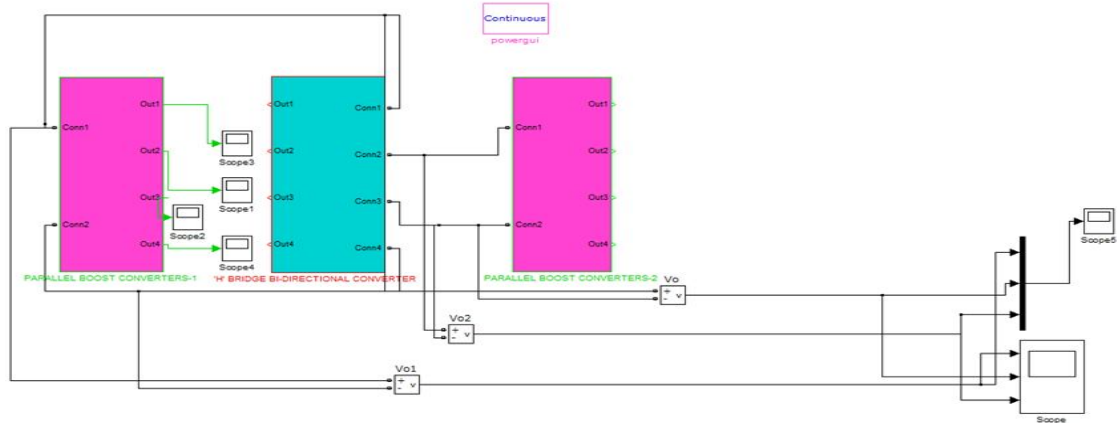 Continuous
powergui
Conn1
Conn2
Out1
Out2
Out3
Out4
PARALLEL BOOST CONVERTERS-1
Scope3
Scope1
Scope2
Scope4
Out1
Out2
Out3
Out4
Conn1
Conn2
Conn3
Conn4
'H' BRIDGE BI-DIRECTIONAL CONVERTER
Conn1
Conn2
Out1
Out2
Out3
Out4
PARALLEL BOOST CONVERTERS-2
Vo
+
-
v
Vo2
+
-
v
Vo1
+
-
v
Scope5
Scope